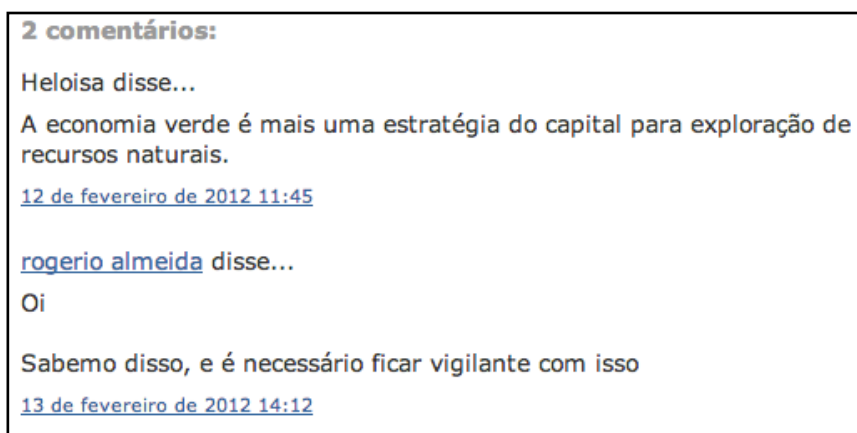 2 comentários:
Heloisa disse...
A economia verde é mais uma estratégia do capital para exploração de
recursos naturais.
12 de fevereiro de 2012 11:45
rogerio almeida disse...
Oi
Sabemo disso, e é necessário ficar vigilante com isso
13 de fevereiro de 2012 14:12